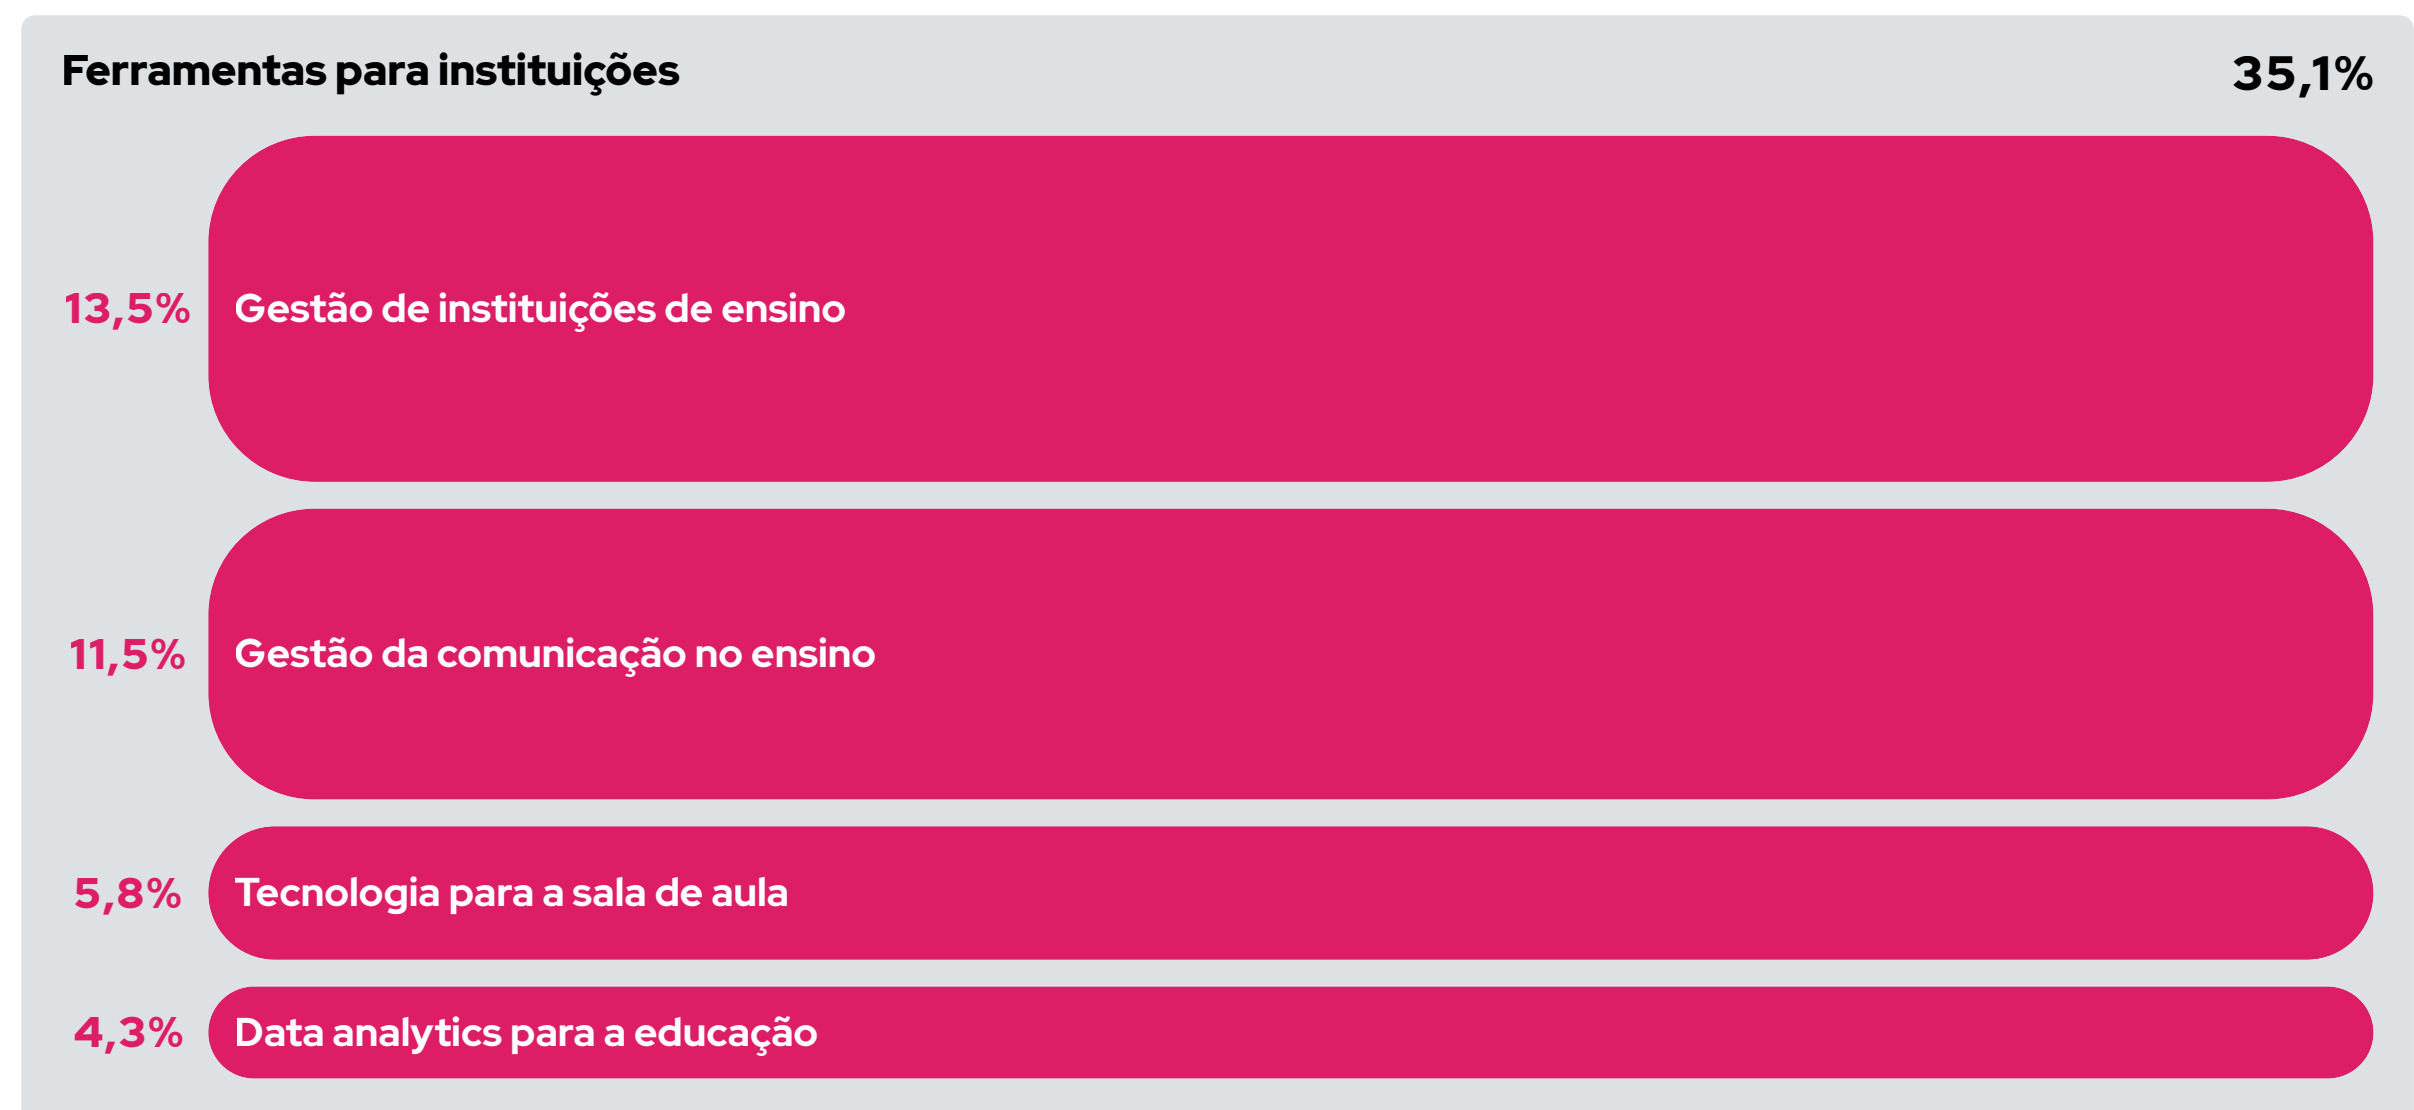 Ferramentas para instituições
35,1%
13,5%
Gestão de instituições de ensino
11,5%
Gestão da comunicação no ensino
5,8%
Tecnologia para a sala de aula
4,3%
Data analytics para a educação